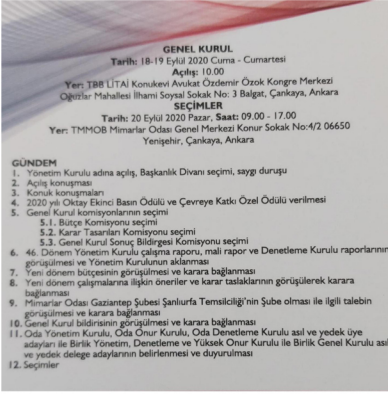 GENEL KURUL
Tarih: 18-19 Eylül 2020 Cuma - Cumartesi
Açılış: 10.00
Yer: TBB LİTAİ Konukevi Avukat Özdemir Özok Kongre Merkezi
Oğuzlar Mahallesi İlhami Soysal Sokak No: 3 Balgat, Çankaya, Ankara
SEÇİMLER
Tarih: 20 Eylül 2020 Pazar, Saat: 09.00 - 17.00
Yer: TMMOB Mimarlar Odası Genel Merkezi Konur Sokak No:4/2 06650
Yenişehir, Çankaya, Ankara
GÜNDEM
1. Yönetim Kurulu adına açılış, Başkanlık Divanı seçimi, saygı duruşu
2. Açılış konuşması
3. Konuk konuşmaları
4. 2020 yılı Oktay Ekinci Basın Ödülü ve Çevreye Katkı Özel Ödülü verilmesi
5. Genel Kurul komisyonlarının seçimi
5.1. Bütçe Komisyonu seçimi
5.2. Karar Tasarıları Komisyonu seçimi
5.3. Genel Kurul Sonuç Bildirgesi Komisyonu seçimi
6. 46. Dönem Yönetim Kurulu çalışma raporu, mali rapor ve Denetleme Kurulu raporlarının
görüşülmesi ve Yönetim Kurulunun aklanması
7. Yeni dönem bütçesinin görüşülmesi ve karara bağlanması
8. Yeni dönem çalışmalarına ilişkin öneriler ve karar taslaklarının görüşülerek karara
bağlanması
9. Mimarlar Odası Gaziantep Şubesi Şanlıurfa Temsilciliği'nin Şube olması ile ilgili talebin
görüşülmesi ve karara bağlanması
10. Genel Kurul bildirisinin görüşülmesi ve karara bağlanması
11. Oda Yönetim Kurulu, Oda Onur Kurulu, Oda Denetleme Kurulu asıl ve yedek üye
adayları ile Birlik Yönetim, Denetleme ve Yüksek Onur Kurulu ile Birlik Genel Kurulu asıl
ve yedek delege adaylarının belirlenmesi ve duyurulması
12. Seçimler